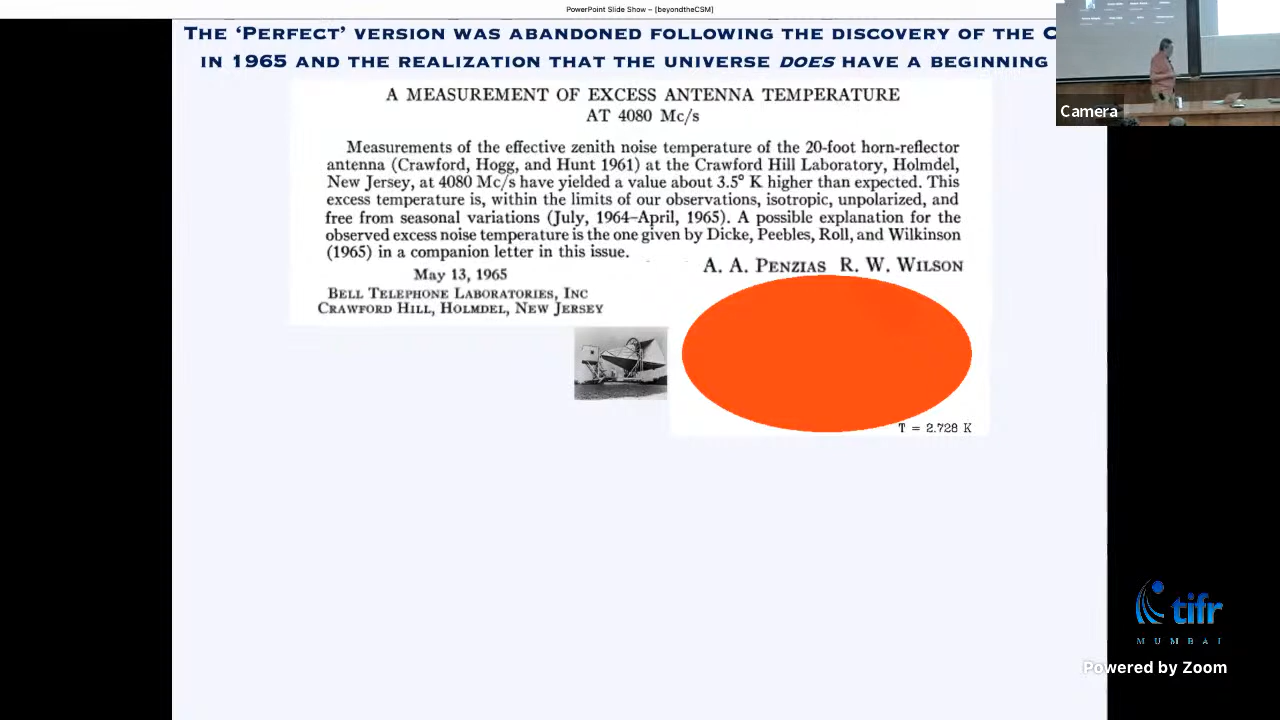 PowerPoint Slide Show – [beyondtheCSM]
THE ‘PERFECT’ VERSION WAS ABANDONED FOLLOWING THE DISCOVERY OF THE C
IN 1965 AND THE REALIZATION THAT THE UNIVERSE DOES HAVE A BEGINNING
Camera
A MEASUREMENT OF EXCESS ANTENNA TEMPERATURE
AT 4080 Mc/s
Measurements of the effective zenith noise temperature of the 20-foot horn-reflector
antenna (Crawford, Hogg, and Hunt 1961) at the Crawford Hill Laboratory, Holmdel,
New Jersey, at 4080 Mc/s have yielded a value about 3.5° K higher than expected. This
excess temperature is, within the limits of our observations, isotropic, unpolarized, and
free from seasonal variations (July, 1964–April, 1965). A possible explanation for the
observed excess noise temperature is the one given by Dicke, Peebles, Roll, and Wilkinson
(1965) in a companion letter in this issue.
A. A. PENZIAS R. W. WILSON
May 13, 1965
BELL TELEPHONE LABORATORIES, INC
CRAWFORD HILL, HOLMDEL, NEW JERSEY
T = 2.728 K
tifr
MUMBAI
Powered by Zoom